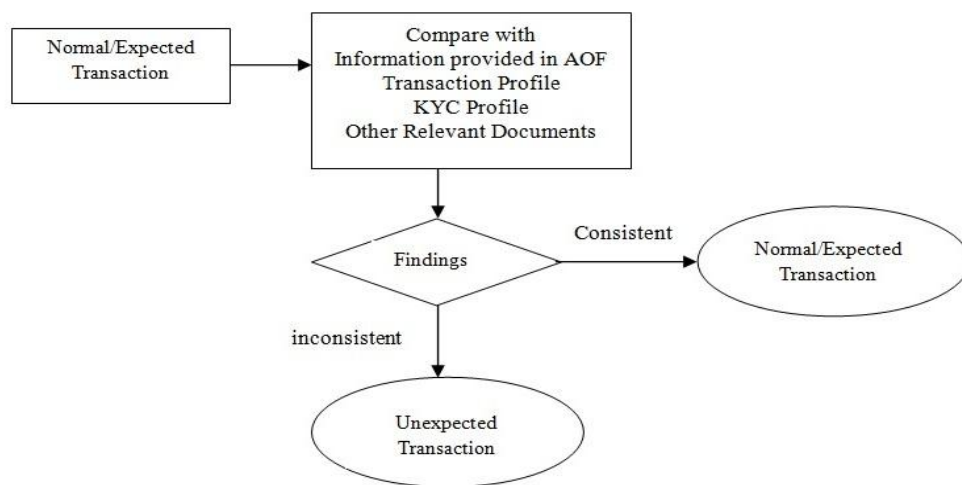 Normal/Expected
Transaction
Compare with
Information provided in AOF
Transaction Profile
KYC Profile
Other Relevant Documents
Findings
Consistent
Normal/Expected
Transaction
inconsistent
Unexpected
Transaction